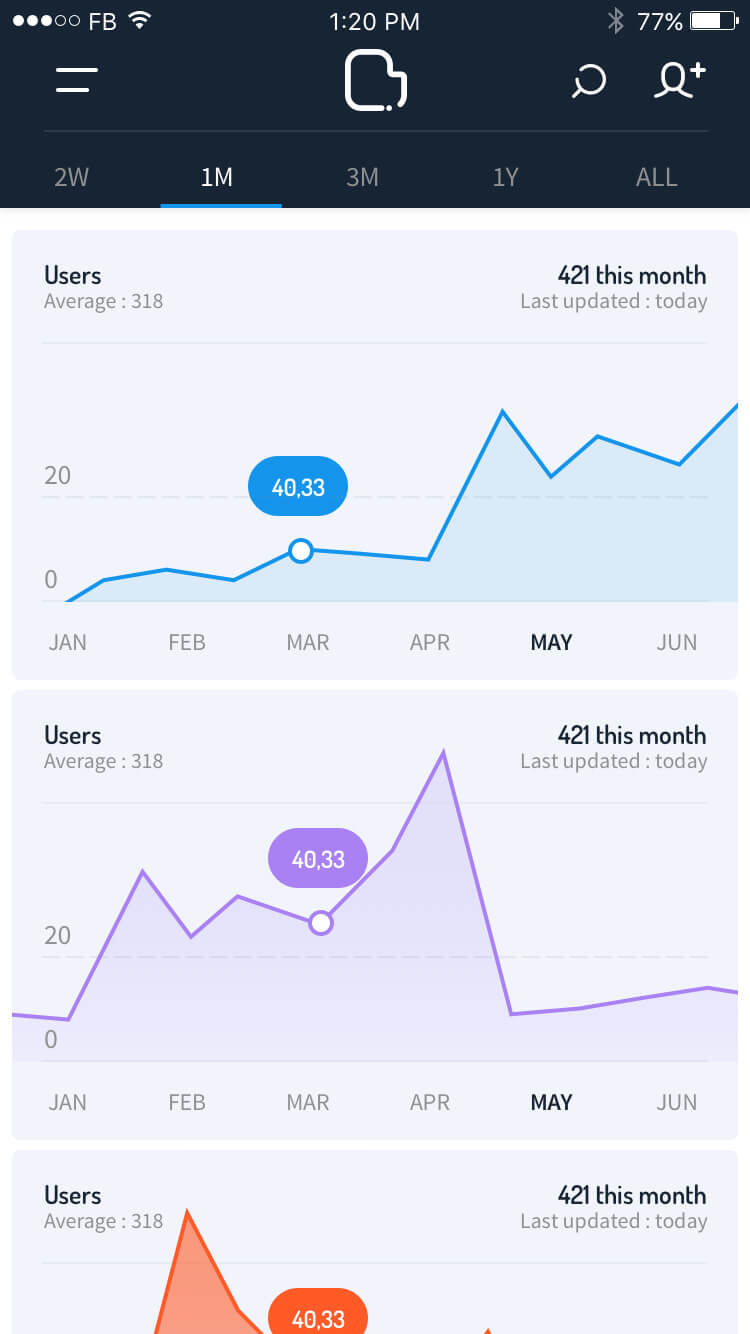 FB 1:20 PM 77%
2W 1M 3M 1Y ALL
Users 421 this month
Average : 318 Last updated : today
20
40,33
0
JAN FEB MAR APR MAY JUN
Users 421 this month
Average : 318 Last updated : today
40,33
20
0
JAN FEB MAR APR MAY JUN
Users 421 this month
Average : 318 Last updated : today
40,33